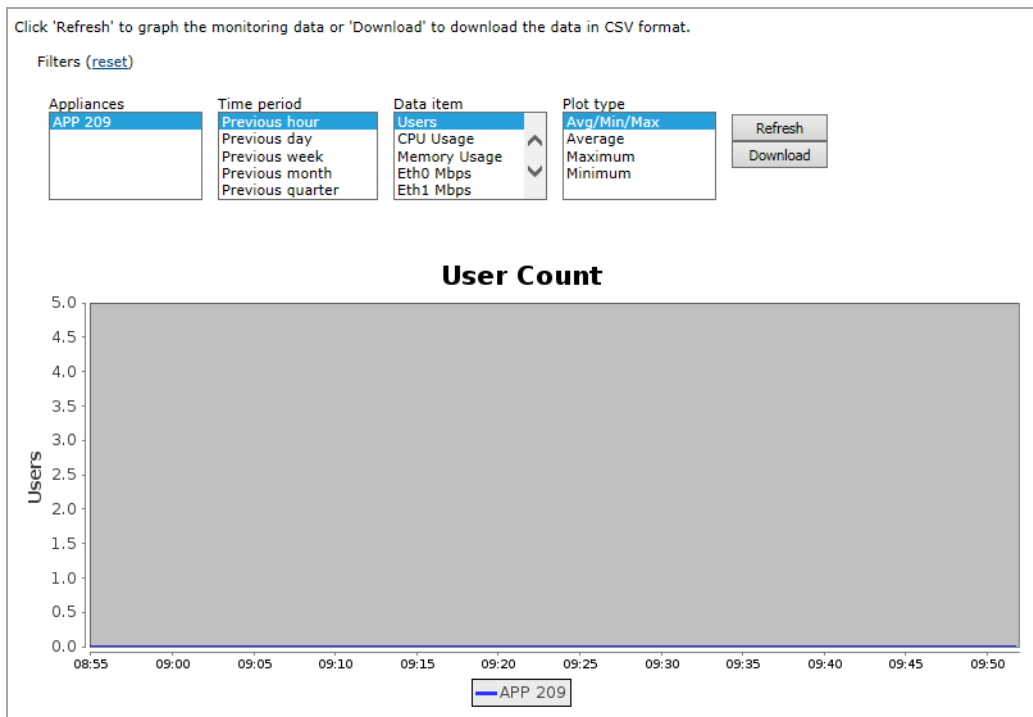 Click 'Refresh' to graph the monitoring data or 'Download' to download the data in CSV format.
Filters (reset)
Appliances
APP 209
Time period
Previous hour
Previous day
Previous week
Previous month
Previous quarter
Data item
Users
CPU Usage
Memory Usage
Eth0 Mbps
Eth1 Mbps
Plot type
Avg/Min/Max
Average
Maximum
Minimum
Refresh
Download
User Count
Users
5.0
4.5
4.0
3.5
3.0
2.5
2.0
1.5
1.0
0.5
0.0
08:55 09:00 09:05 09:10 09:15 09:20 09:25 09:30 09:35 09:40 09:45 09:50
APP 209